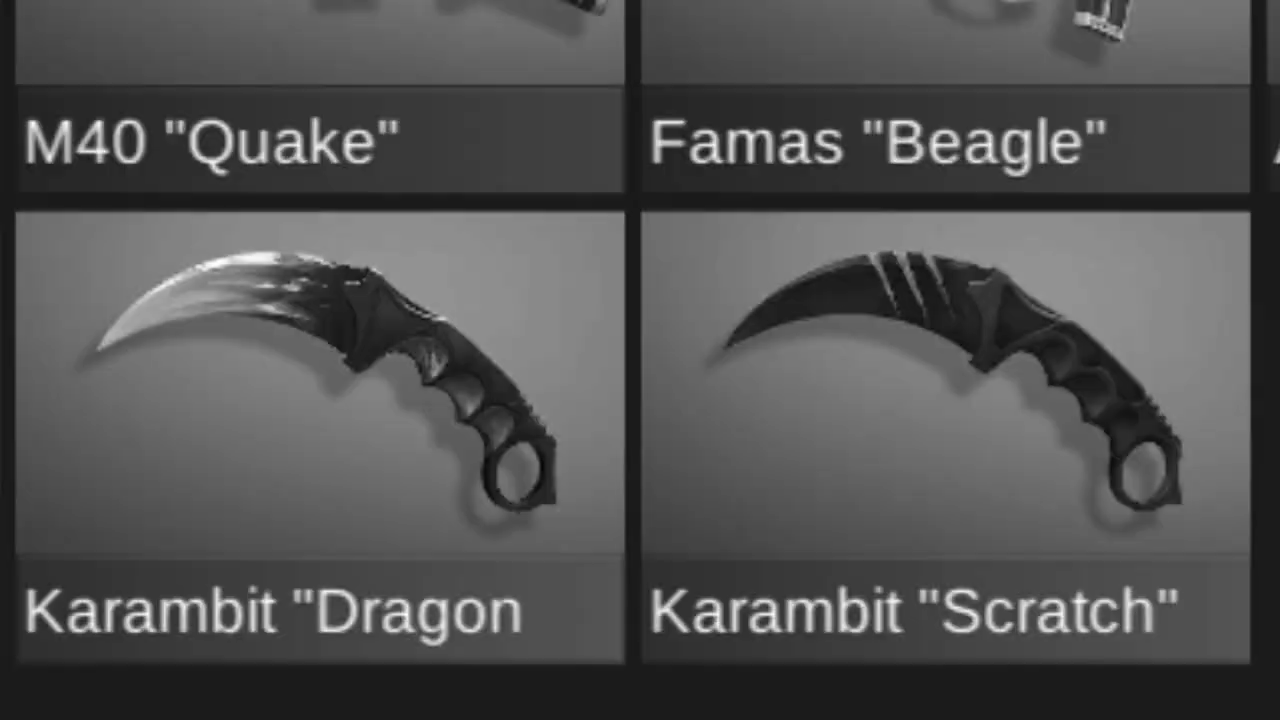 M40 "Quake"
Famas "Beagle"
Karambit "Dragon
Karambit "Scratch"